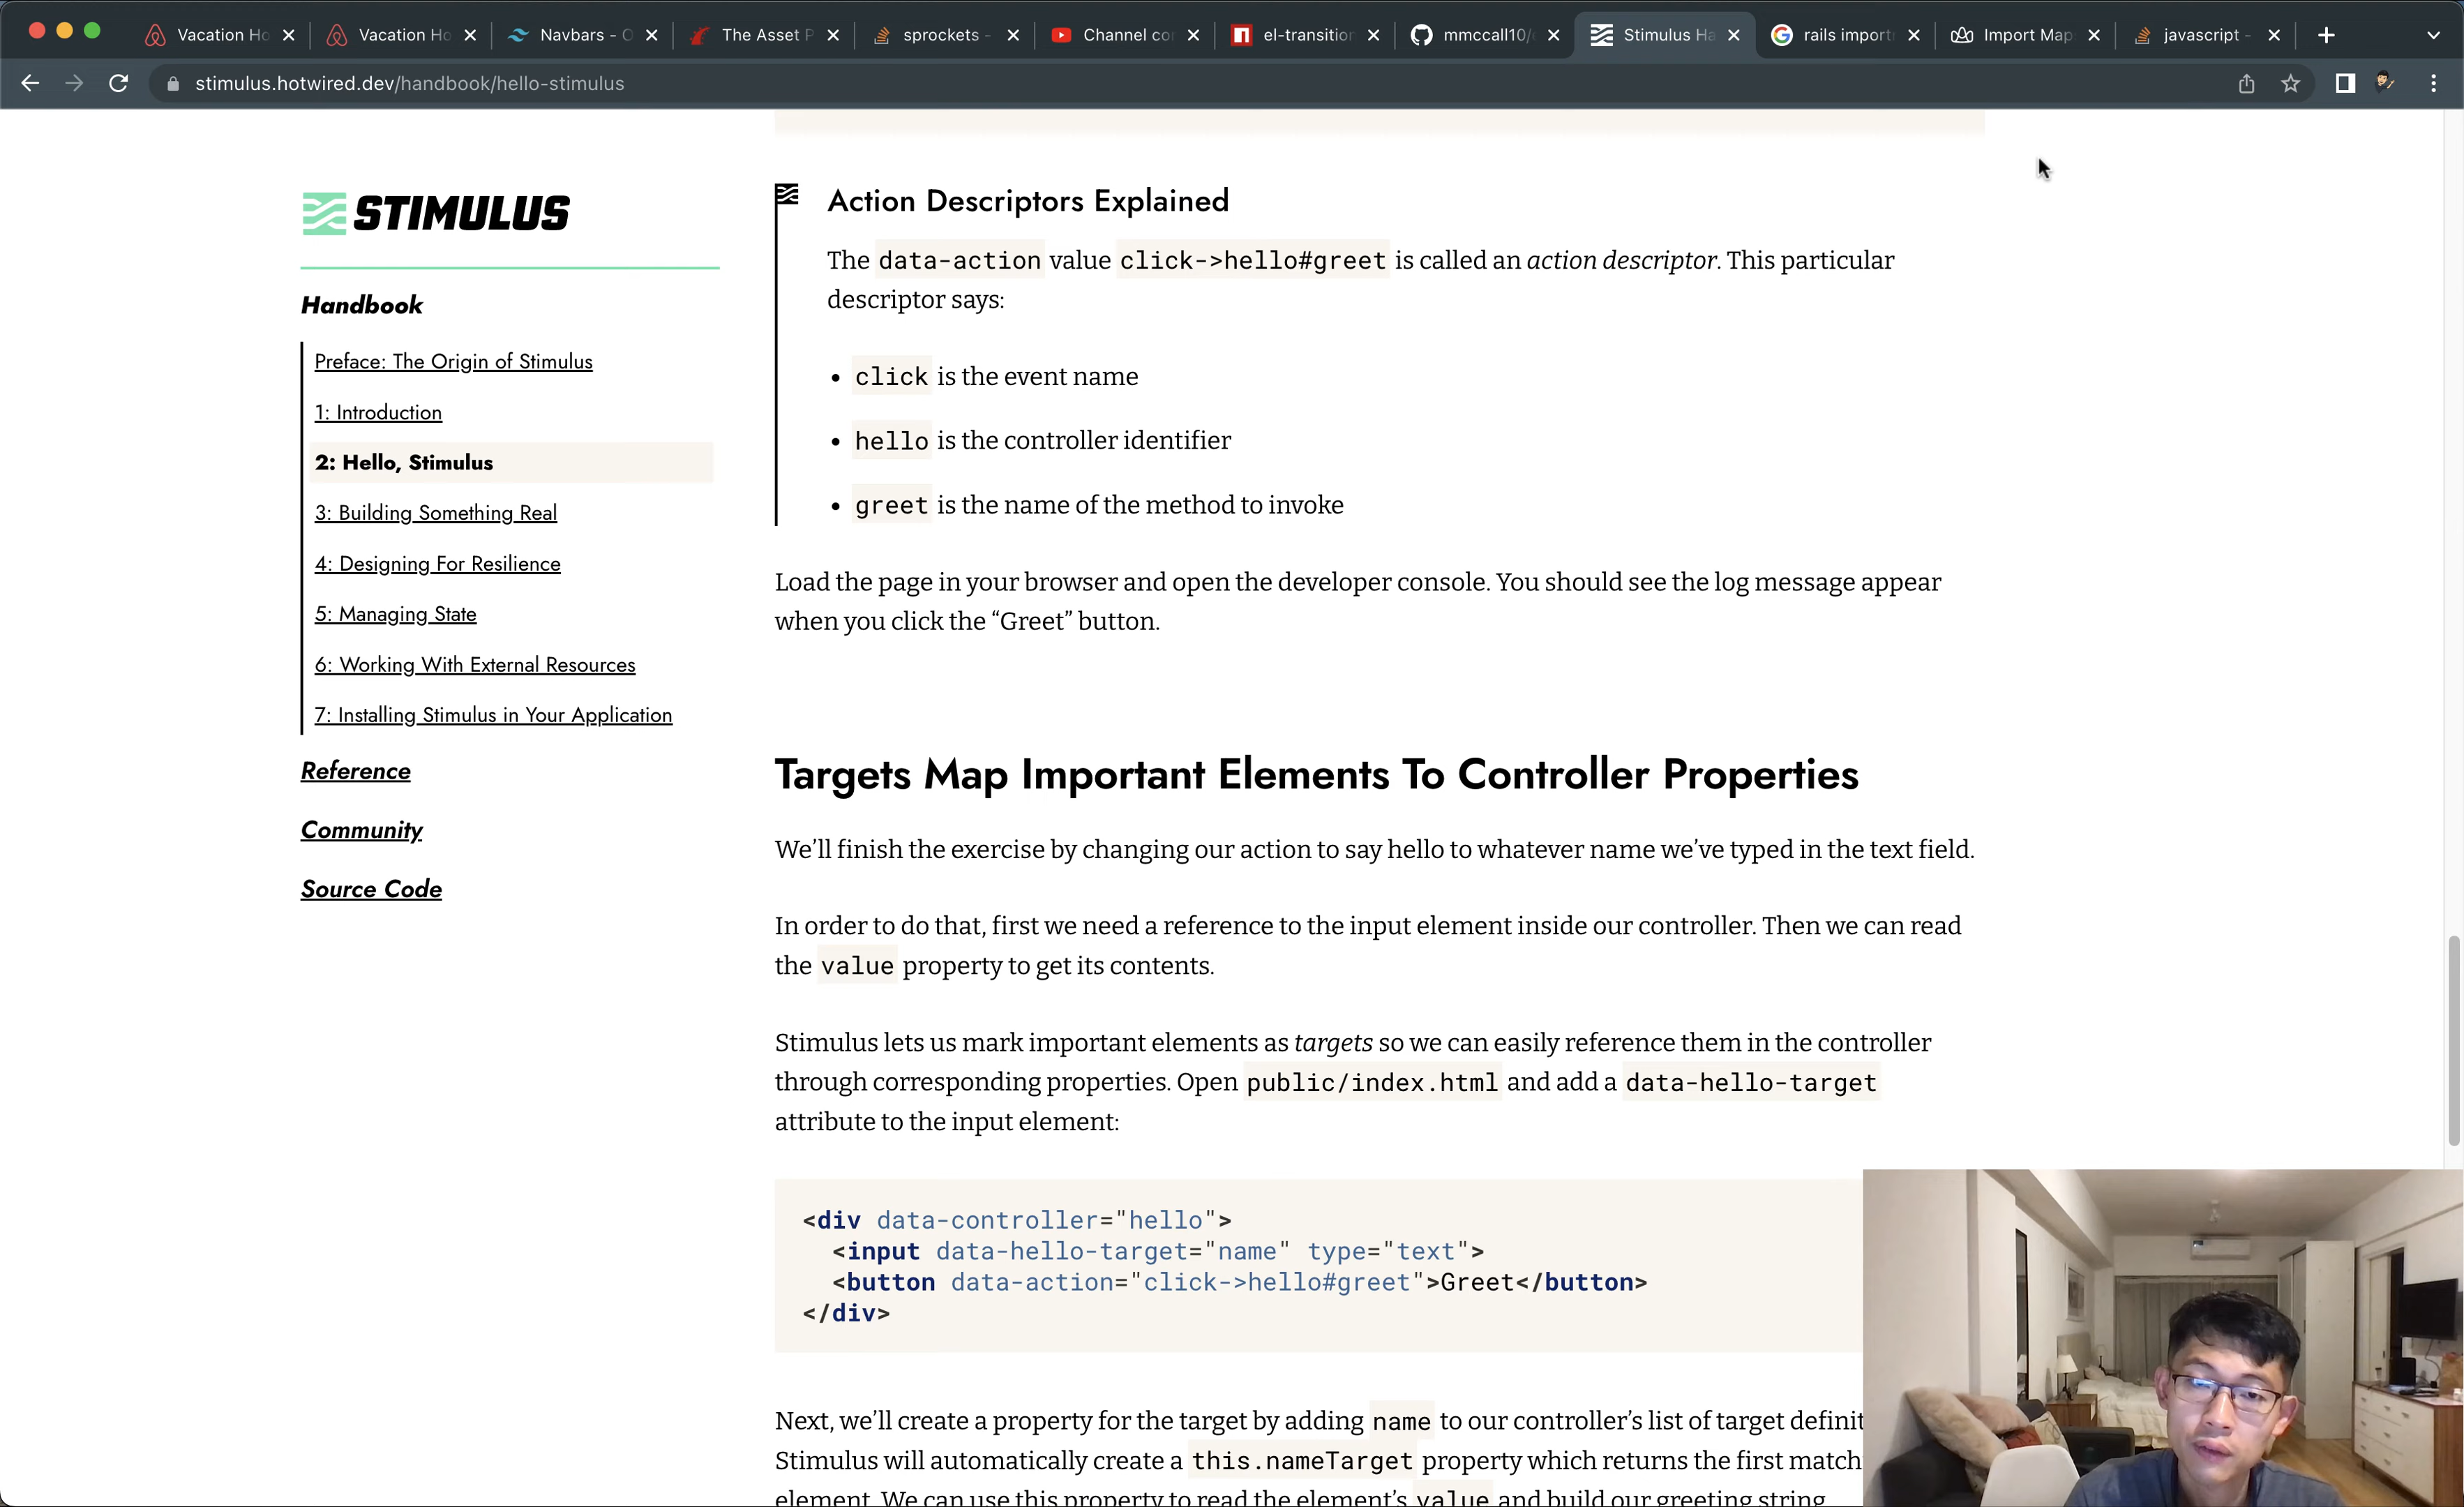 Vacation Ho
Vacation Ho
Navbars - O
The Asset P
sprockets -
Channel co
el-transition
mmccall10/
Stimulus Ha
rails import
Import Map
javascript -
stimulus.hotwired.dev/handbook/hello-stimulus
STIMULUS
Handbook
Preface: The Origin of Stimulus
1: Introduction
2: Hello, Stimulus
3: Building Something Real
4: Designing For Resilience
5: Managing State
6: Working With External Resources
7: Installing Stimulus in Your Application
Reference
Community
Source Code
Action Descriptors Explained
The data-action value click->hello#greet is called an action descriptor. This particular
descriptor says:
• click is the event name
• hello is the controller identifier
• greet is the name of the method to invoke
Load the page in your browser and open the developer console. You should see the log message appear
when you click the “Greet” button.
Targets Map Important Elements To Controller Properties
We’ll finish the exercise by changing our action to say hello to whatever name we’ve typed in the text field.
In order to do that, first we need a reference to the input element inside our controller. Then we can read
the value property to get its contents.
Stimulus lets us mark important elements as targets so we can easily reference them in the controller
through corresponding properties. Open public/index.html and add a data-hello-target
attribute to the input element:
<div data-controller="hello">
<input data-hello-target="name" type="text">
<button data-action="click->hello#greet">Greet</button>
</div>
Next, we’ll create a property for the target by adding name to our controller’s list of target definit
Stimulus will automatically create a this.nameTarget property which returns the first match
element. We can use this property to read the element’s value and build our greeting string.